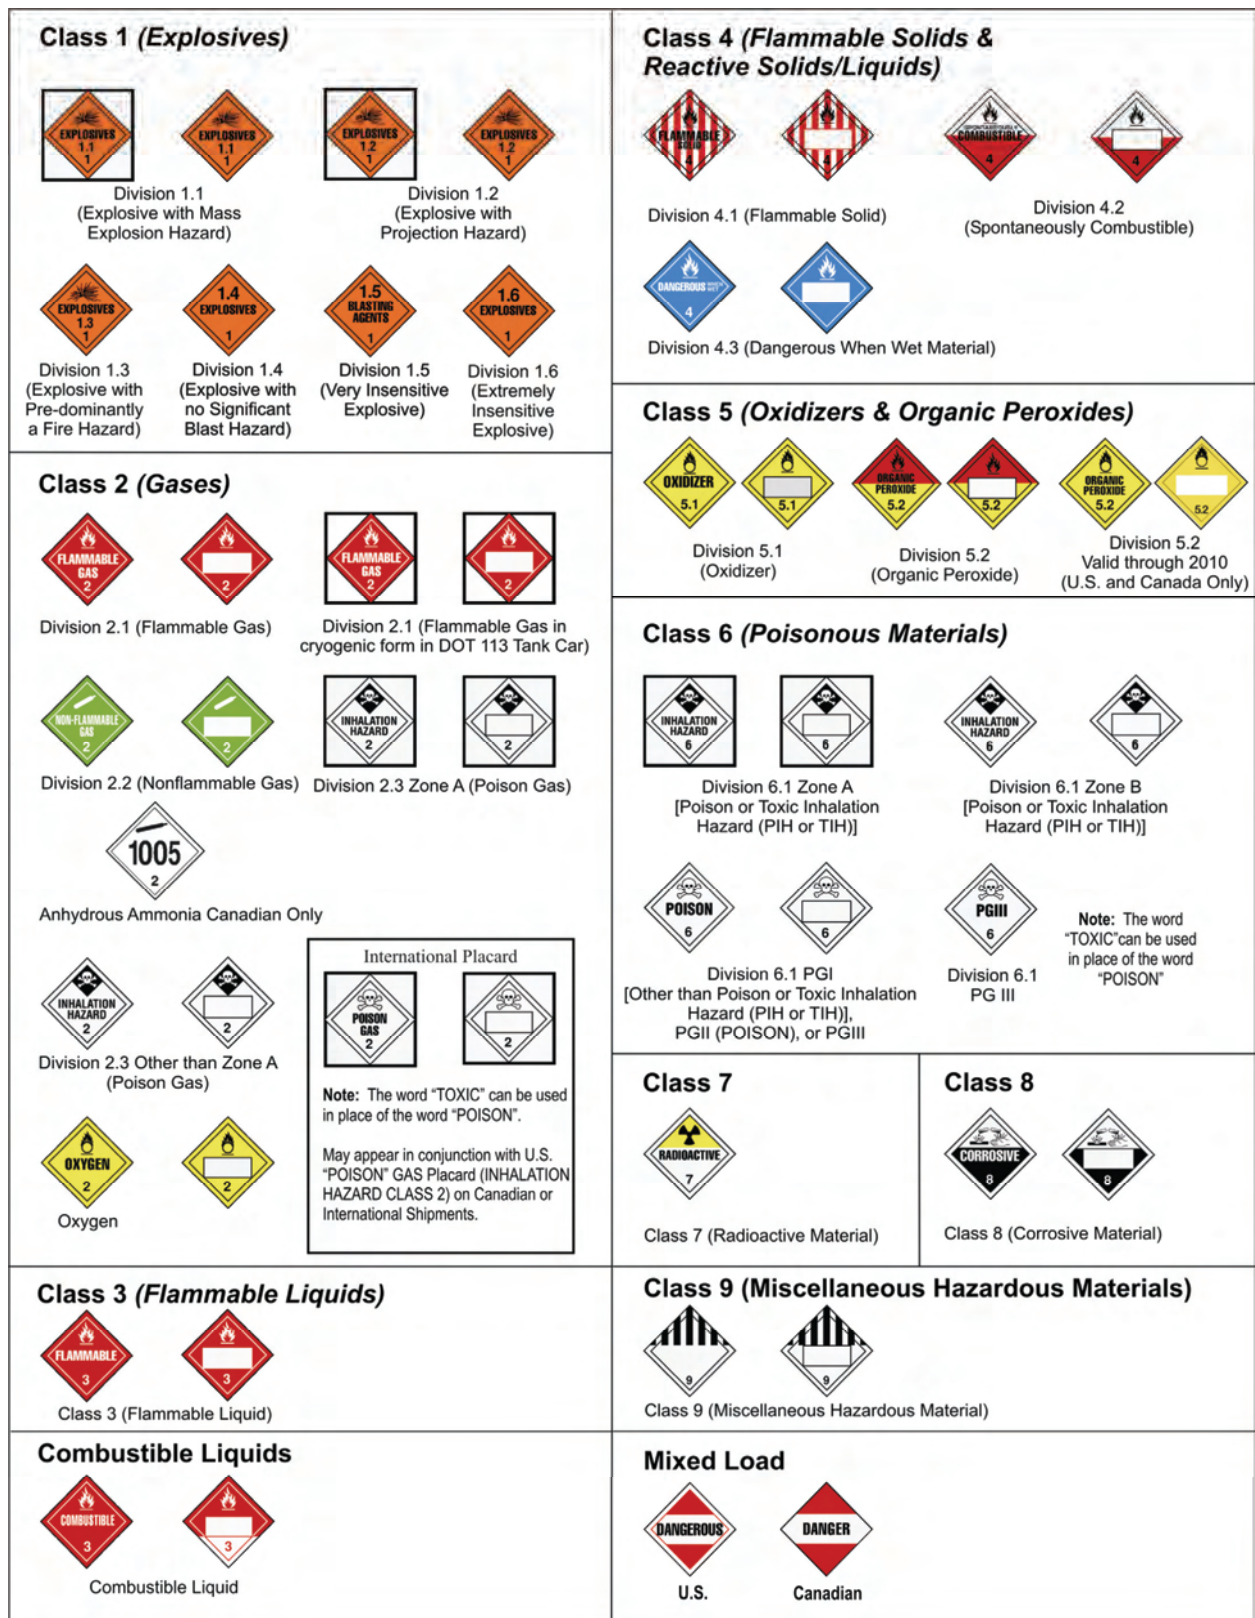 Class 1 (Explosives)
EXPLOSIVES
1.1
1
EXPLOSIVES
1.1
1
Division 1.1
(Explosive with Mass
Explosion Hazard)
EXPLOSIVES
1.2
1
EXPLOSIVES
1.2
1
Division 1.2
(Explosive with
Projection Hazard)
EXPLOSIVES
1.3
1
Division 1.3
(Explosive with
Pre-dominantly
a Fire Hazard)
1.4
EXPLOSIVES
1
Division 1.4
(Explosive with
no Significant
Blast Hazard)
1.5
BLASTING
AGENTS
1
Division 1.5
(Very Insensitive
Explosive)
1.6
EXPLOSIVES
1
Division 1.6
(Extremely
Insensitive
Explosive)
Class 2 (Gases)
FLAMMABLE
GAS
2
2
Division 2.1 (Flammable Gas)
FLAMMABLE
GAS
2
2
Division 2.1 (Flammable Gas in
cryogenic form in DOT 113 Tank Car)
NON-FLAMMABLE
GAS
2
2
Division 2.2 (Nonflammable Gas)
INHALATION
HAZARD
2
2
Division 2.3 Zone A (Poison Gas)
1005
2
Anhydrous Ammonia Canadian Only
INHALATION
HAZARD
2
2
Division 2.3 Other than Zone A
(Poison Gas)
OXYGEN
2
2
Oxygen
International Placard
POISON
GAS
2
2
Note: The word “TOXIC” can be used
in place of the word “POISON”.
May appear in conjunction with U.S.
“POISON” GAS Placard (INHALATION
HAZARD CLASS 2) on Canadian or
International Shipments.
Class 3 (Flammable Liquids)
FLAMMABLE
3
3
Class 3 (Flammable Liquid)
Combustible Liquids
COMBUSTIBLE
3
3
Combustible Liquid
Class 4 (Flammable Solids &
Reactive Solids/Liquids)
FLAMMABLE
SOLID
4
4
Division 4.1 (Flammable Solid)
SPONTANEOUSLY
COMBUSTIBLE
4
4
Division 4.2
(Spontaneously Combustible)
DANGEROUS WHEN WET
4
Division 4.3 (Dangerous When Wet Material)
Class 5 (Oxidizers & Organic Peroxides)
OXIDIZER
5.1
5.1
Division 5.1
(Oxidizer)
ORGANIC
PEROXIDE
5.2
5.2
Division 5.2
(Organic Peroxide)
ORGANIC
PEROXIDE
5.2
5.2
Division 5.2
Valid through 2010
(U.S. and Canada Only)
Class 6 (Poisonous Materials)
INHALATION
HAZARD
6
6
Division 6.1 Zone A
[Poison or Toxic Inhalation
Hazard (PIH or TIH)]
INHALATION
HAZARD
6
6
Division 6.1 Zone B
[Poison or Toxic Inhalation
Hazard (PIH or TIH)]
POISON
6
6
Division 6.1 PGI
[Other than Poison or Toxic Inhalation
Hazard (PIH or TIH)],
PGII (POISON), or PGIII
PGIII
6
Division 6.1
PG III
Note: The word
“TOXIC”can be used
in place of the word
“POISON”
Class 7
RADIOACTIVE
7
Class 7 (Radioactive Material)
Class 8
CORROSIVE
8
8
Class 8 (Corrosive Material)
Class 9 (Miscellaneous Hazardous Materials)
9
9
Class 9 (Miscellaneous Hazardous Material)
Mixed Load
DANGEROUS
U.S.
DANGER
Canadian